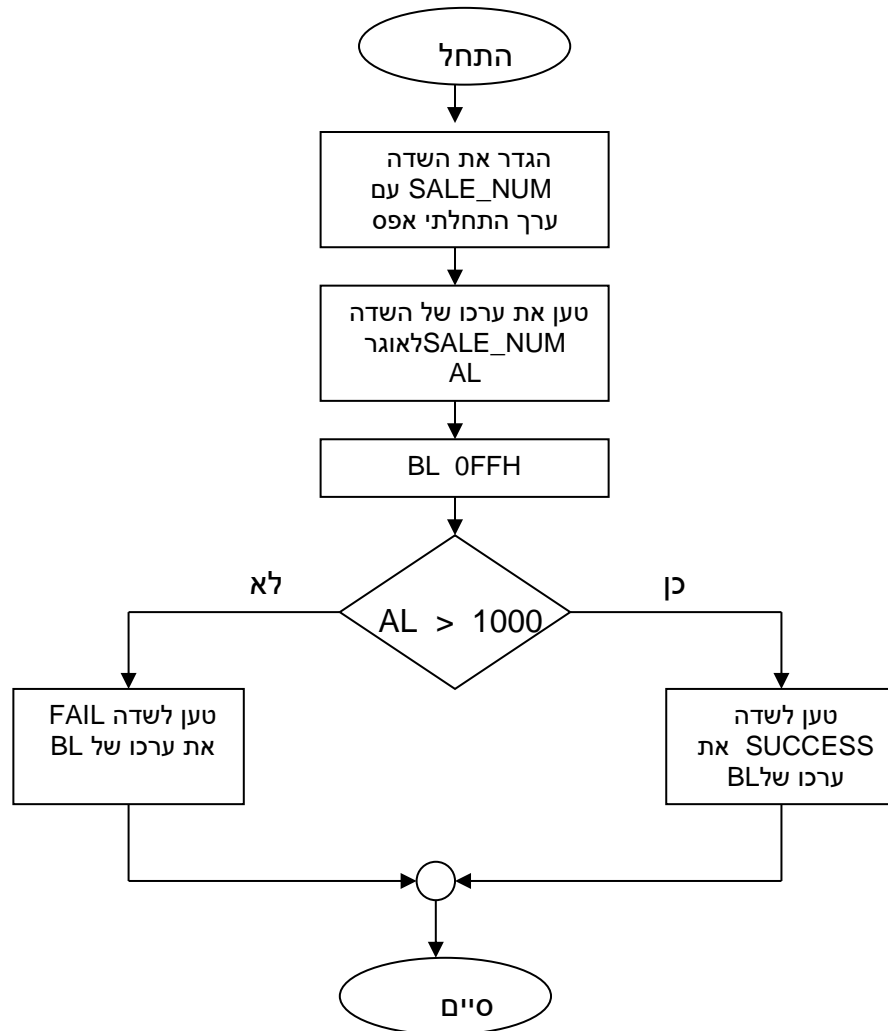 התחל
הגדר את השדה
SALE_NUM עם
ערך התחלתי אפס
טען את ערכו של השדה
SALE_NUMלאוגר
AL
BL 0FFH
AL > 1000
כן
לא
טען לשדה
SUCCESS את
ערכו שלBL
טען לשדה FAIL
את ערכו של BL
סיים